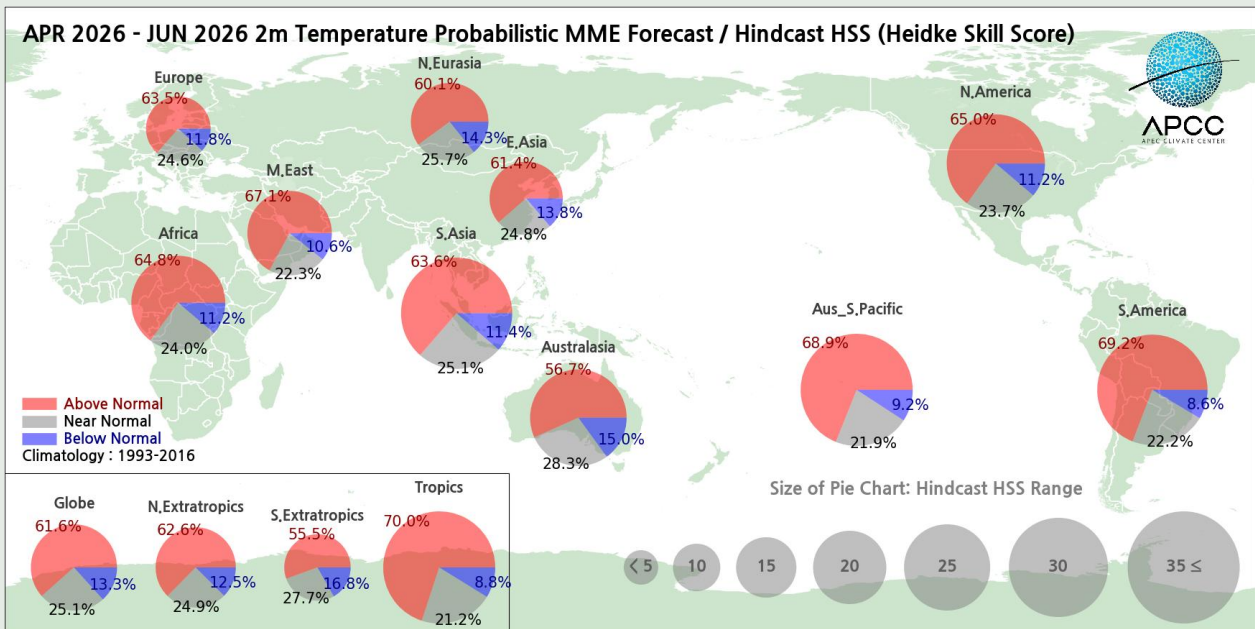 APR 2026 - JUN 2026 2m Temperature Probabilistic MME Forecast / Hindcast HSS (Heidke Skill Score)
APCC
APEC CLIMATE CENTER
Europe
63.5%
11.8%
24.6%
N.Eurasia
60.1%
14.3%
25.7%
N.America
65.0%
11.2%
23.7%
E.Asia
61.4%
13.8%
24.8%
M.East
67.1%
10.6%
22.3%
Africa
64.8%
11.2%
24.0%
S.Asia
63.6%
11.4%
25.1%
Australasia
56.7%
15.0%
28.3%
Aus_S.Pacific
68.9%
9.2%
21.9%
S.America
69.2%
8.6%
22.2%
Above Normal
Near Normal
Below Normal
Climatology : 1993-2016
Globe
61.6%
13.3%
25.1%
N.Extratropics
62.6%
12.5%
24.9%
S.Extratropics
55.5%
16.8%
27.7%
Tropics
70.0%
8.8%
21.2%
Size of Pie Chart: Hindcast HSS Range
< 5 10 15 20 25 30 35 ≤